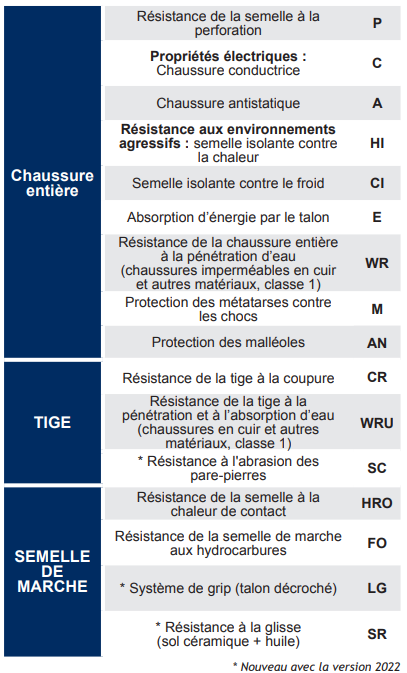 Chaussure
entière
Résistance de la semelle à la
perforation
P
Propriétés électriques :
Chaussure conductrice
C
Chaussure antistatique
A
Résistance aux environnements
agressifs : semelle isolante contre
la chaleur
HI
Semelle isolante contre le froid
CI
Absorption d'énergie par le talon
E
Résistance de la chaussure entière
à la pénétration d'eau
(chaussures imperméables en cuir
et autres matériaux, classe 1)
WR
Protection des métatarses contre
les chocs
M
Protection des malléoles
AN
TIGE
Résistance de la tige à la coupure
CR
Résistance de la tige à la
pénétration et à l'absorption d'eau
(chaussures en cuir et autres
matériaux, classe 1)
WRU
* Résistance à l'abrasion des
pare-pierres
SC
SEMELLE
DE
MARCHE
Résistance de la semelle à la
chaleur de contact
HRO
Résistance de la semelle de marche
aux hydrocarbures
FO
* Système de grip (talon décroché)
LG
* Résistance à la glisse
(sol céramique + huile)
SR
* Nouveau avec la version 2022